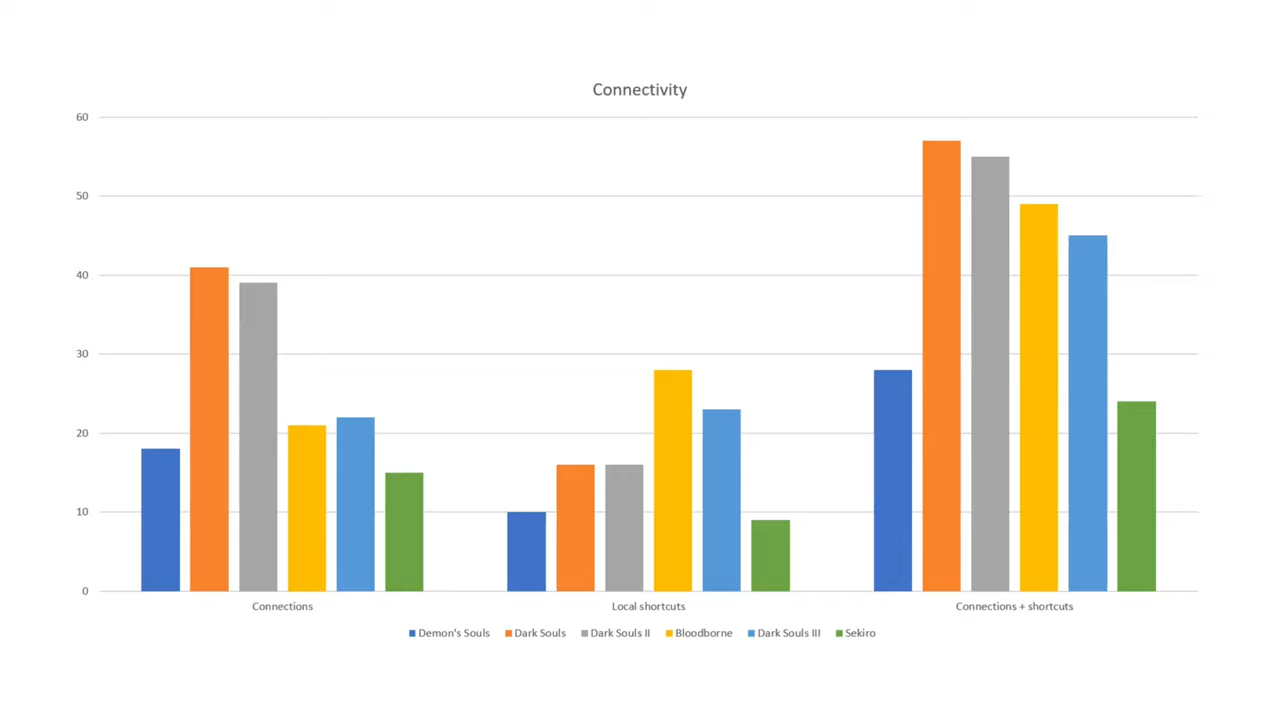 Connectivity
60
50
40
30
20
10
0
Connections
Local shortcuts
Connections + shortcuts
Demon's Souls
Dark Souls
Dark Souls II
Bloodborne
Dark Souls III
Sekiro